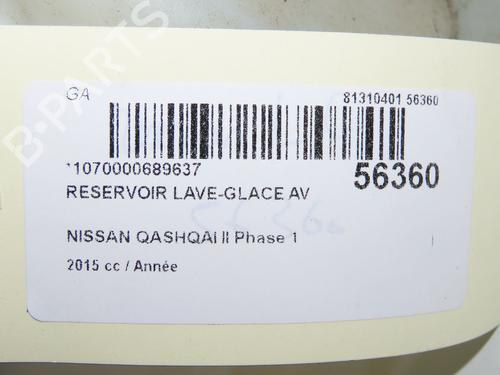 B-PARTS
GA
81310401 56360
*1070000689637
56360
RESERVOIR LAVE-GLACE AV
NISSAN QASHQAI II Phase 1
2015 cc / Année